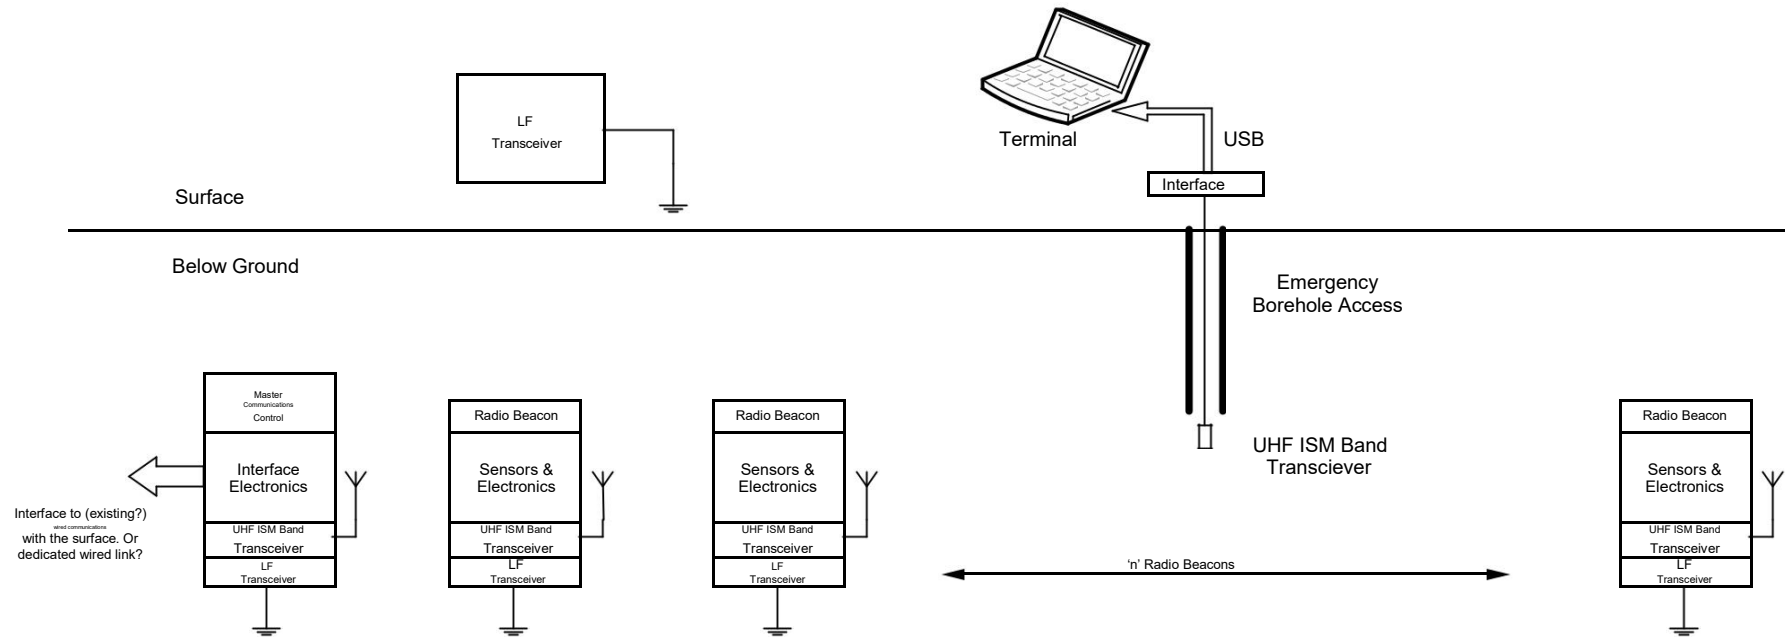 LF
Transceiver
Terminal
USB
Interface
Surface
Below Ground
Emergency
Borehole Access
Master
Communications
Control
Interface
Electronics
UHF ISM Band
Transceiver
LF
Transceiver
Interface to (existing?)
wired communications
with the surface. Or
dedicated wired link?
Radio Beacon
Sensors &
Electronics
UHF ISM Band
Transceiver
LF
Transceiver
Radio Beacon
Sensors &
Electronics
UHF ISM Band
Transceiver
LF
Transceiver
UHF ISM Band
Transciever
'n' Radio Beacons
Radio Beacon
Sensors &
Electronics
UHF ISM Band
Transceiver
LF
Transceiver